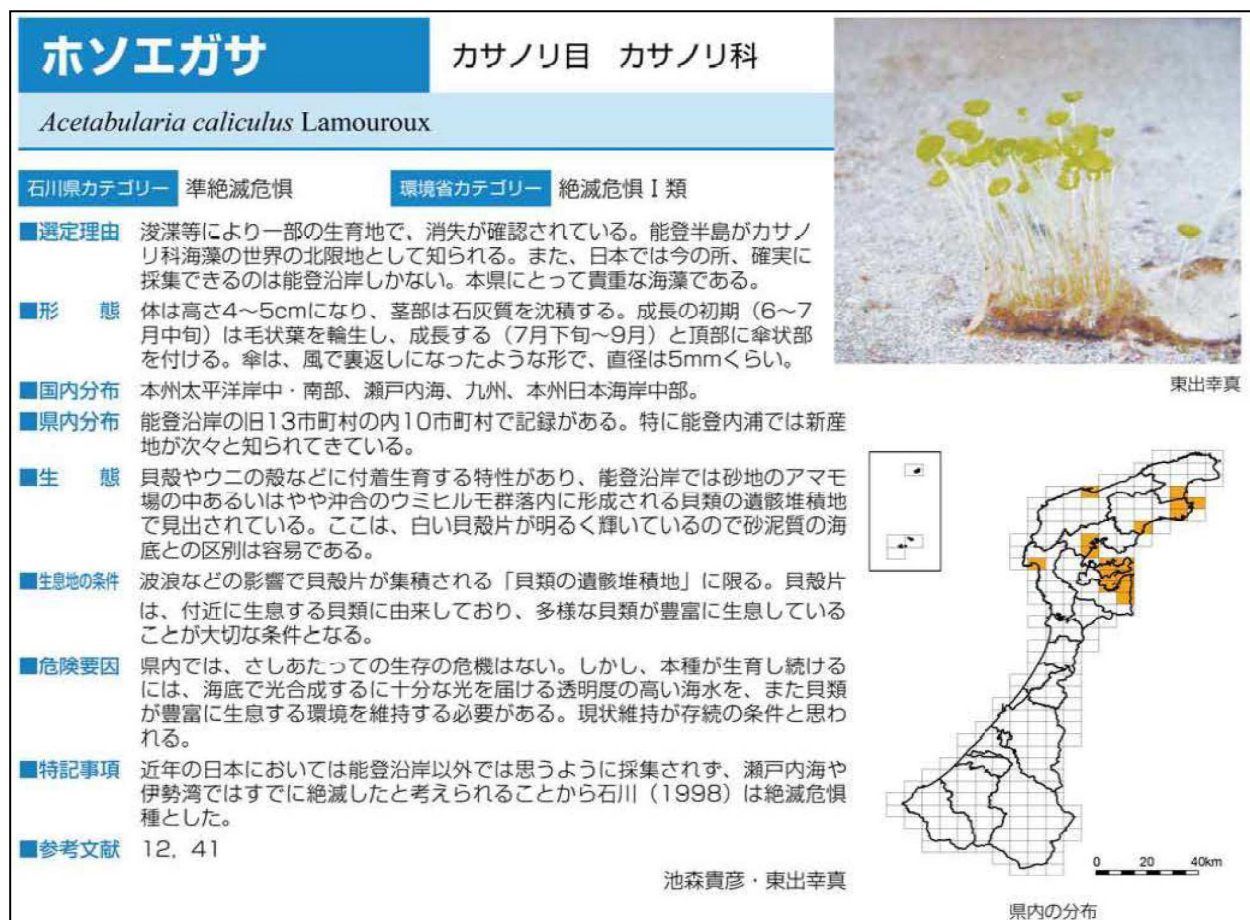 ホソエガサ
カサノリ目 カサノリ科
Acetabularia caliculus Lamouroux
石川県カテゴリー 準絶滅危惧 環境省カテゴリー 絶滅危惧Ⅰ類
■選定理由 浚渫等により一部の生育地で、消失が確認されている。能登半島がカサノ
リ科海藻の世界の北限地として知られる。また、日本では今の所、確実に
採集できるのは能登沿岸しかない。本県にとって貴重な海藻である。
■形 態 体は高さ4〜5cmになり、茎部は石灰質を沈積する。成長の初期（6〜7
月中旬）は毛状葉を輪生し、成長する（7月下旬〜9月）と頂部に傘状部
を付ける。傘は、風で裏返しになったような形で、直径は5mmくらい。
■国内分布 本州太平洋岸中・南部、瀬戸内海、九州、本州日本海岸中部。
■県内分布 能登沿岸の旧13市町村の内10市町村で記録がある。特に能登内浦では新産
地が次々と知られてきている。
■生 態 貝殻やウニの殻などに付着生育する特性があり、能登沿岸では砂地のアマモ
場の中あるいはやや沖合のウミヒルモ群落内に形成される貝類の遺骸堆積地
で見出されている。ここは、白い貝殻片が明るく輝いているので砂泥質の海
底との区別は容易である。
■生息地の条件 波浪などの影響で貝殻片が集積される「貝類の遺骸堆積地」に限る。貝殻片
は、付近に生息する貝類に由来しており、多様な貝類が豊富に生息している
ことが大切な条件となる。
■危険要因 県内では、さしあたっての生存の危機はない。しかし、本種が生育し続ける
には、海底で光合成するに十分な光を届ける透明度の高い海水を、また貝類
が豊富に生息する環境を維持する必要がある。現状維持が存続の条件と思わ
れる。
■特記事項 近年の日本においては能登沿岸以外では思うように採集されず、瀬戸内海や
伊勢湾ではすでに絶滅したと考えられることから石川（1998）は絶滅危惧
種とした。
■参考文献 12, 41
池森貴彦・東出幸真
東出幸真
0 20 40km
県内の分布